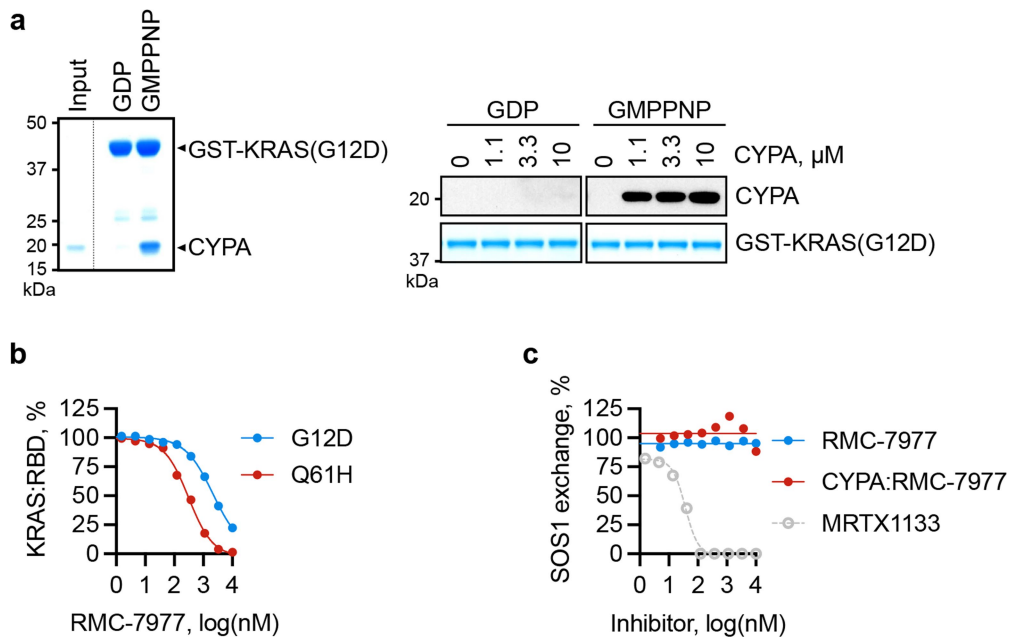 a
Input
GDP
GMPPNP
50
37
25
20
15
kDa
GST-KRAS(G12D)
CYPA
GDP GMPPNP
0 1.1 3.3 10 0 1.1 3.3 10 CYPA, µM
20 CYPA
GST-KRAS(G12D)
37
kDa
b
KRAS:RBD, %
125
100
75
50
25
0
0 1 2 3 4
RMC-7977, log(nM)
G12D
Q61H
c
SOS1 exchange, %
125
100
75
50
25
0
0 1 2 3 4
Inhibitor, log(nM)
RMC-7977
CYPA:RMC-7977
MRTX1133